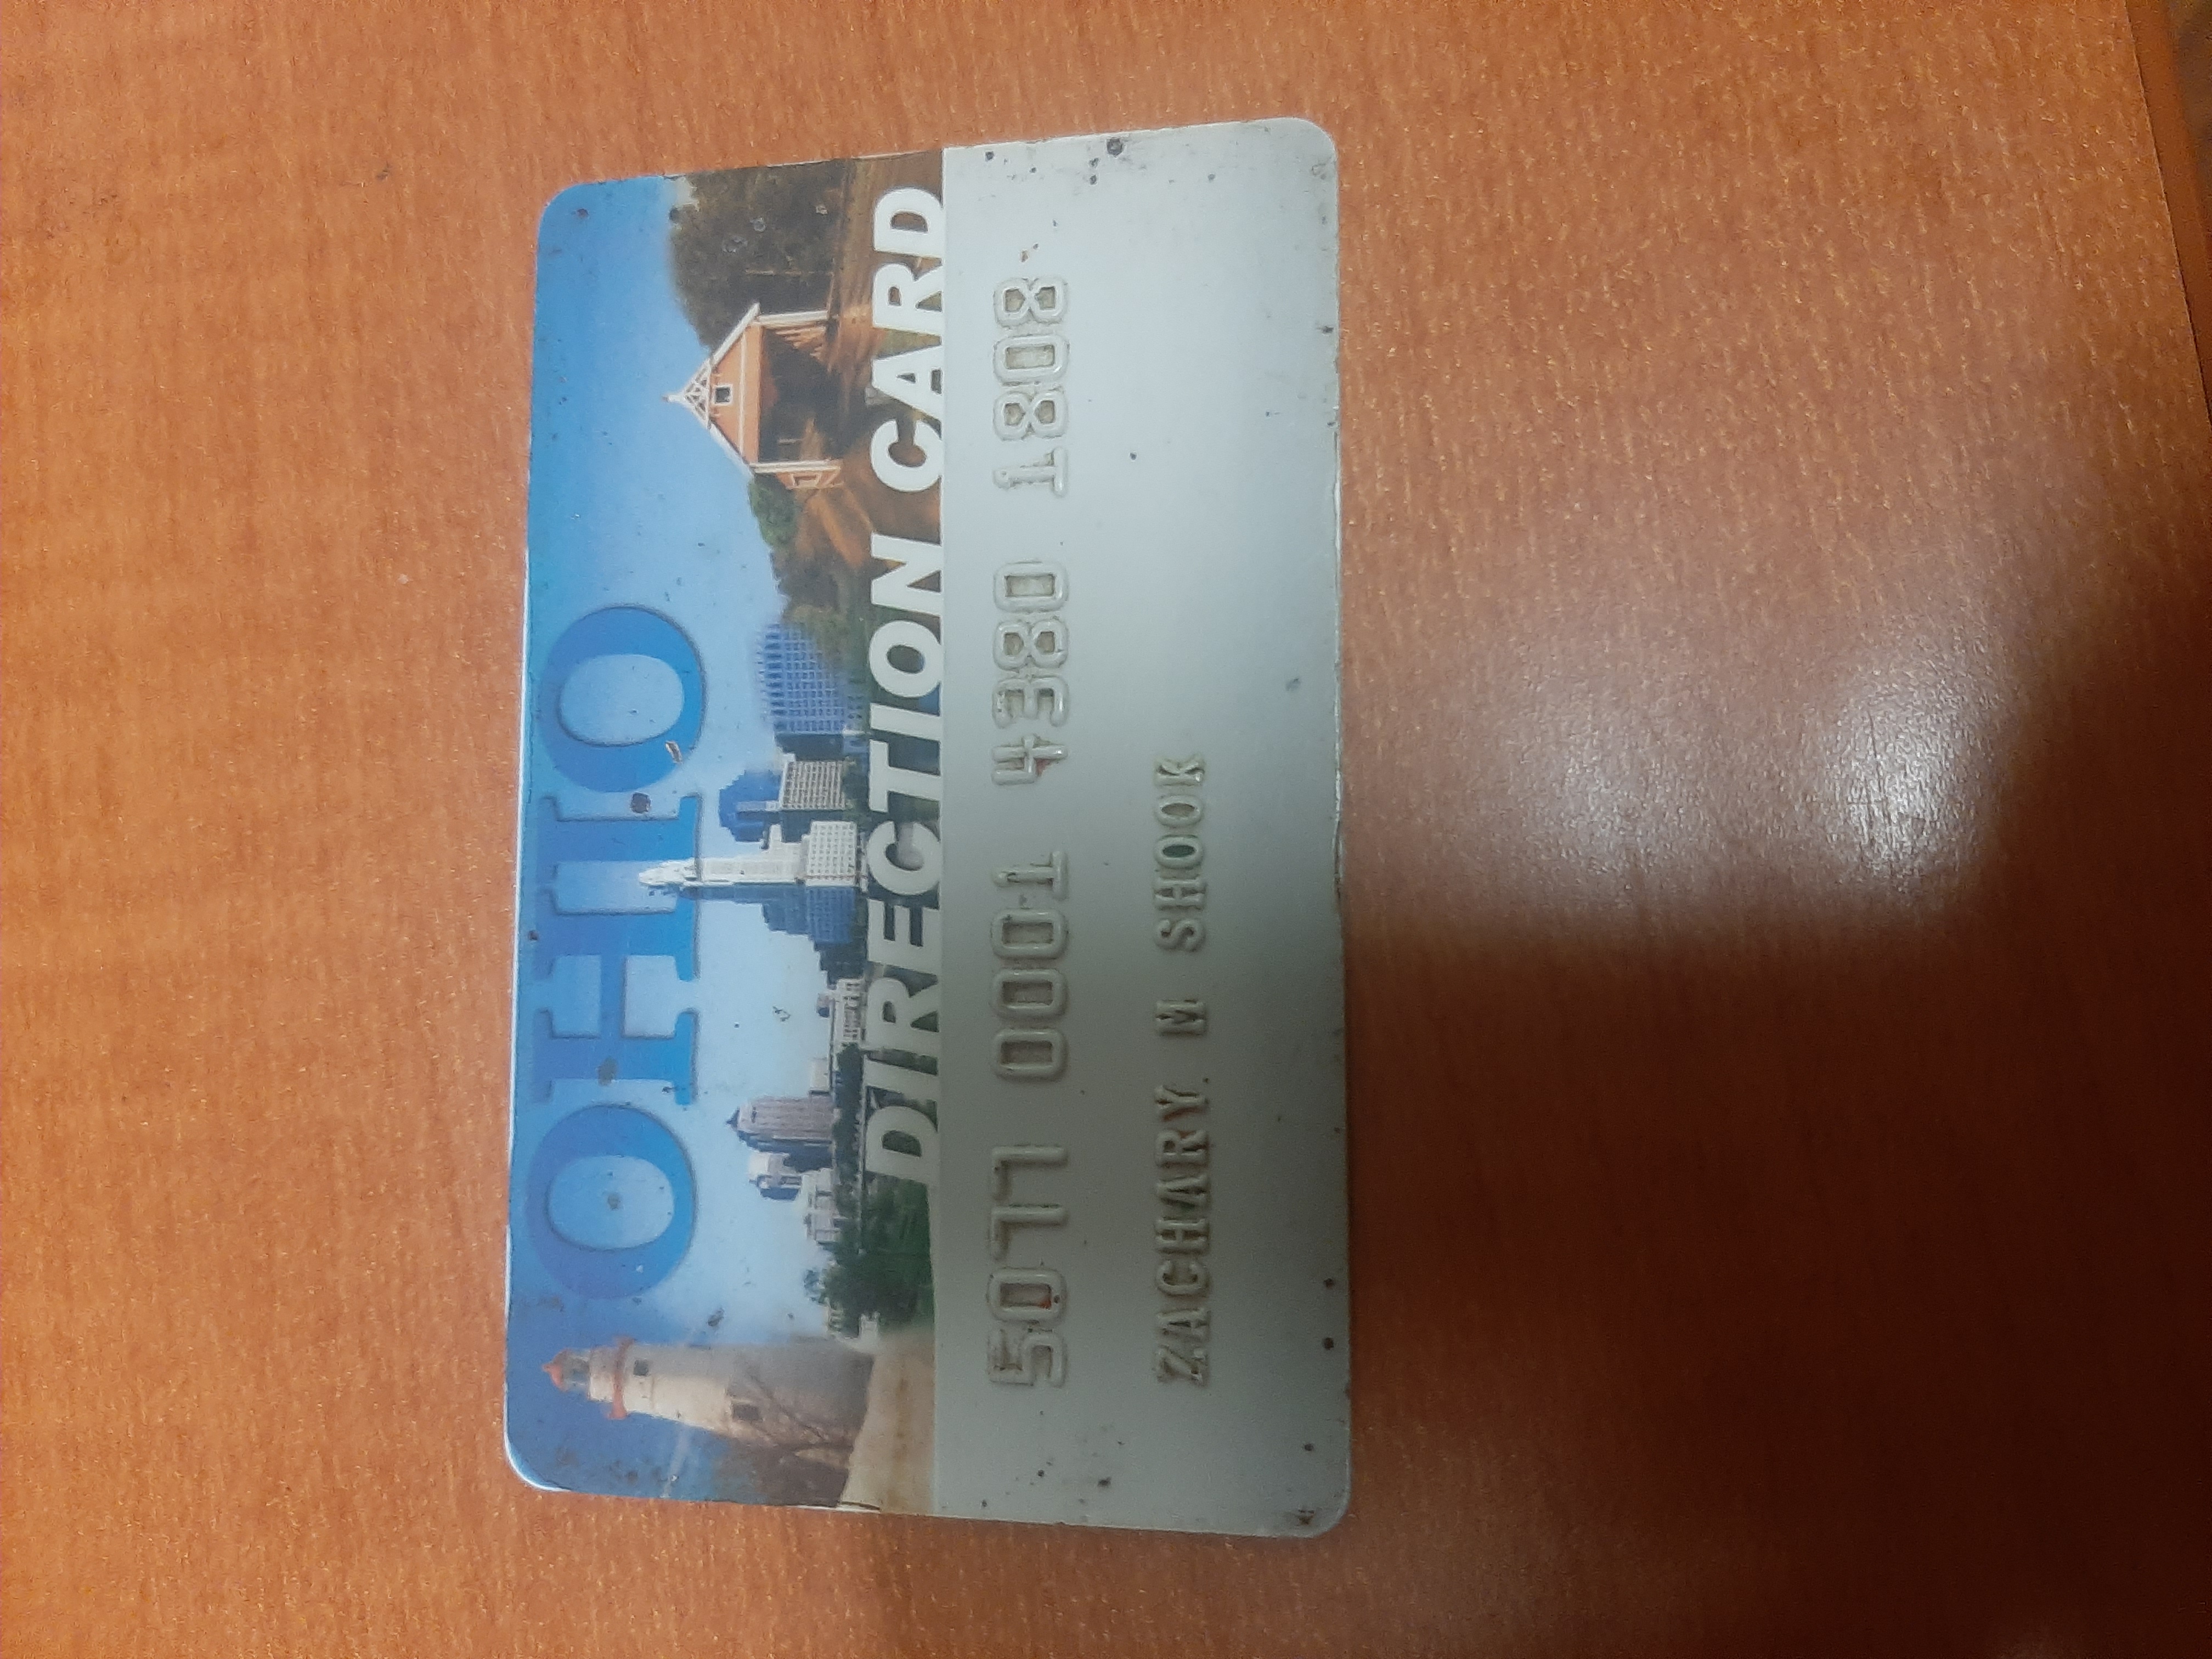 OHIO
DIRECTION CARD
5077 0001 4380 1808
ZACHARY M SHOOK